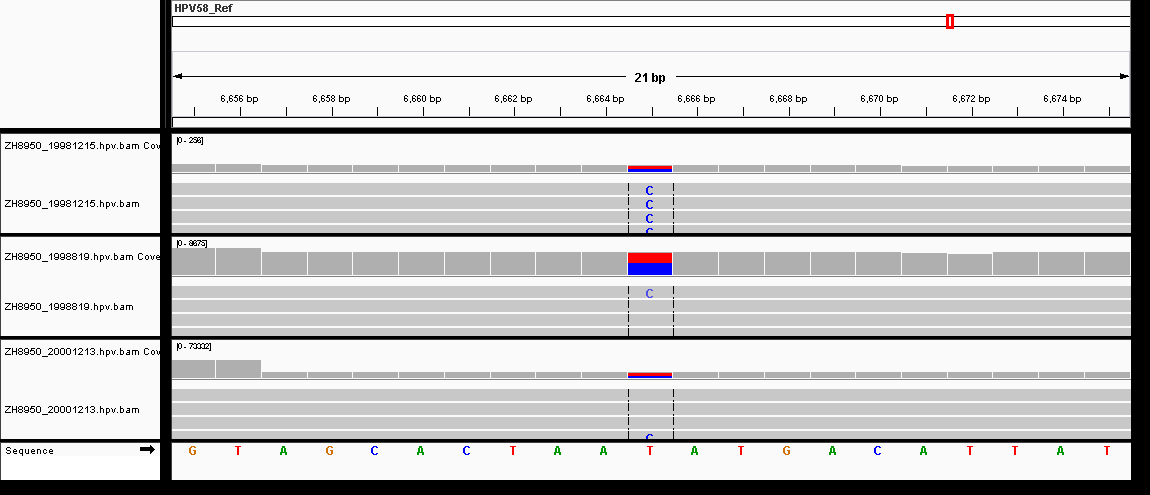 HPV58_Ref
21 bp
6,656 bp 6,658 bp 6,660 bp 6,662 bp 6,664 bp 6,666 bp 6,668 bp 6,670 bp 6,672 bp 6,674 bp
[0 - 256]
ZH8950_19981215.hpv.bam Cov
C
ZH8950_19981215.hpv.bam
C
C
C
[0 - 8675]
ZH8950_1998819.hpv.bam Cove
C
ZH8950_1998819.hpv.bam
[0 - 73332]
ZH8950_20001213.hpv.bam Cov
ZH8950_20001213.hpv.bam
C
Sequence G T A G C A C T A A T A T G A C A T T A T